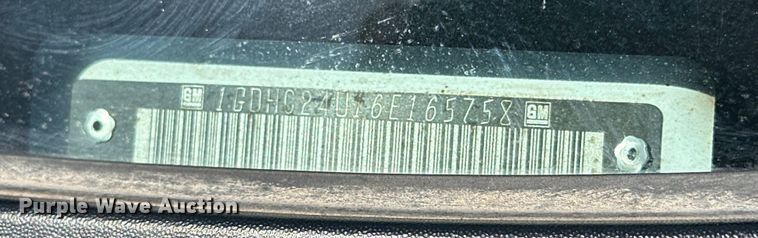 GM 1GDHC24U16E165758 GM
Purple Wave Auction